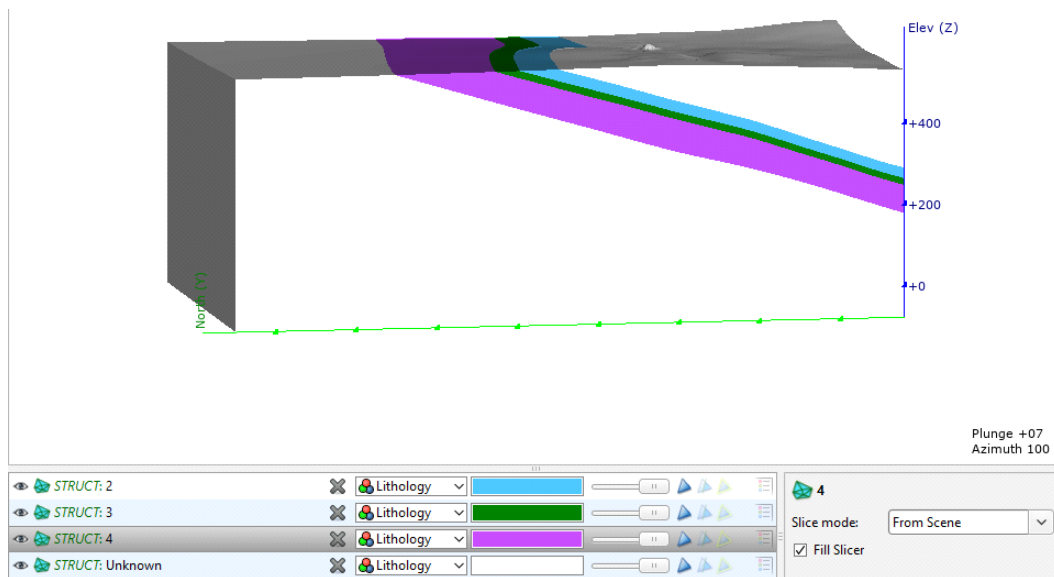 Elev (Z)
+400
+200
+0
North (Y)
Plunge +07
Azimuth 100
STRUCT: 2 Lithology
STRUCT: 3 Lithology
STRUCT: 4 Lithology
STRUCT: Unknown Lithology
4
Slice mode: From Scene
Fill Slicer